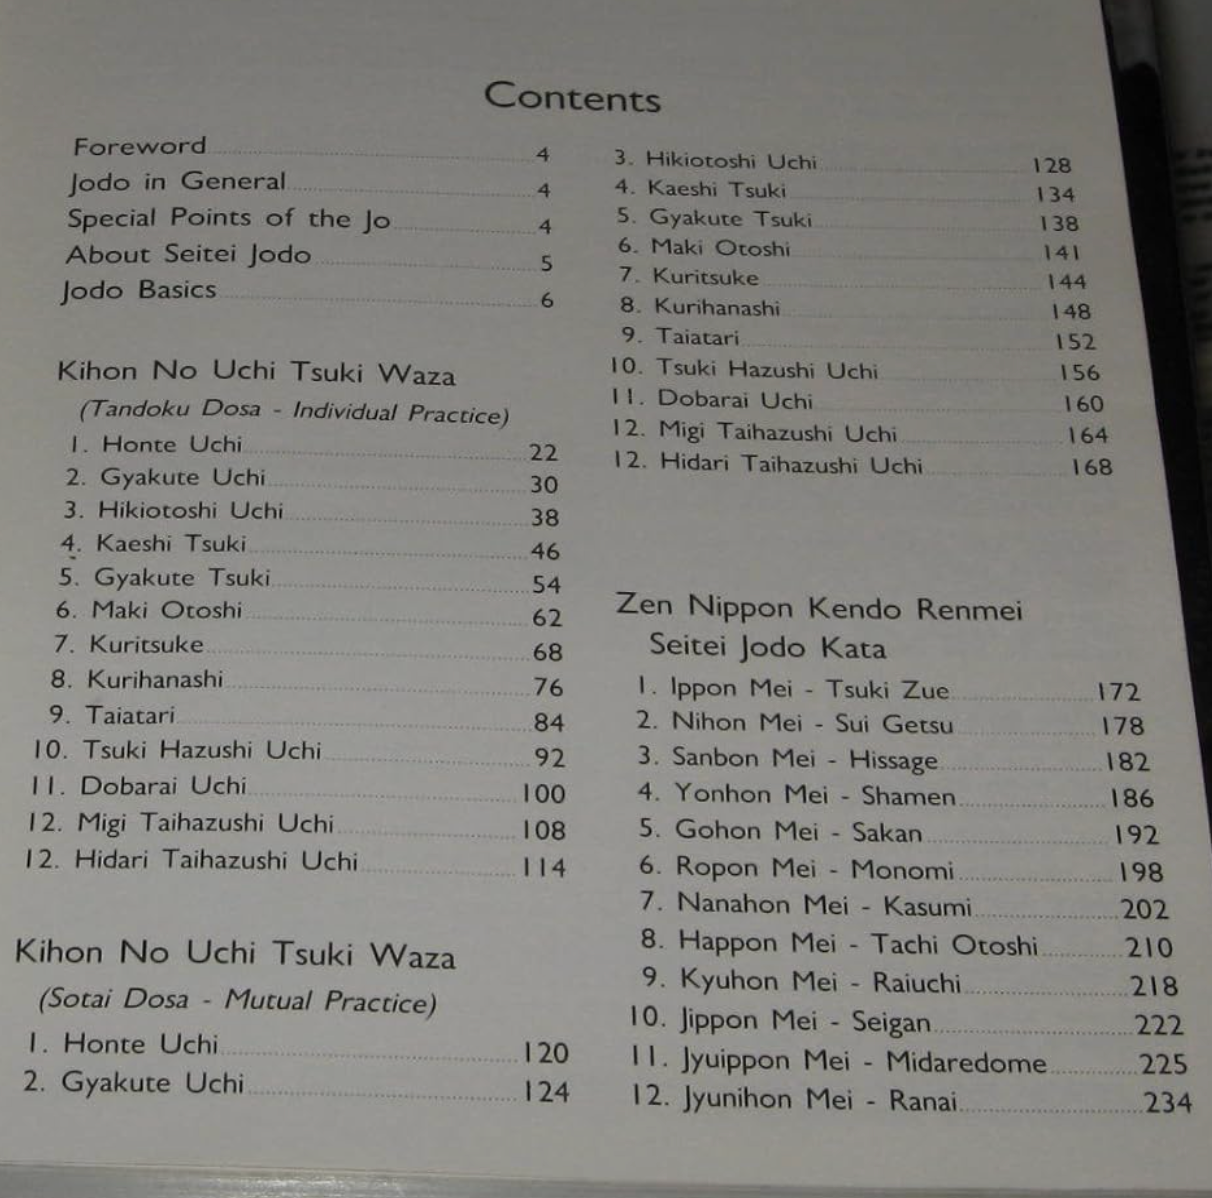 Contents
Foreword 4
Jodo in General 4
Special Points of the Jo 4
About Seitei Jodo 5
Jodo Basics 6
Kihon No Uchi Tsuki Waza
(Tandoku Dosa - Individual Practice)
1. Honte Uchi 22
2. Gyakute Uchi 30
3. Hikiotoshi Uchi 38
4. Kaeshi Tsuki 46
5. Gyakute Tsuki 54
6. Maki Otoshi 62
7. Kuritsuke 68
8. Kurihanashi 76
9. Taiatari 84
10. Tsuki Hazushi Uchi 92
11. Dobarai Uchi 100
12. Migi Taihazushi Uchi 108
12. Hidari Taihazushi Uchi 114
Kihon No Uchi Tsuki Waza
(Sotai Dosa - Mutual Practice)
1. Honte Uchi 120
2. Gyakute Uchi 124
3. Hikiotoshi Uchi 128
4. Kaeshi Tsuki 134
5. Gyakute Tsuki 138
6. Maki Otoshi 141
7. Kuritsuke 144
8. Kurihanashi 148
9. Taiatari 152
10. Tsuki Hazushi Uchi 156
11. Dobarai Uchi 160
12. Migi Taihazushi Uchi 164
12. Hidari Taihazushi Uchi 168
Zen Nippon Kendo Renmei
Seitei Jodo Kata
1. Ippon Mei - Tsuki Zue 172
2. Nihon Mei - Sui Getsu 178
3. Sanbon Mei - Hissage 182
4. Yonhon Mei - Shamen 186
5. Gohon Mei - Sakan 192
6. Ropon Mei - Monomi 198
7. Nanahon Mei - Kasumi 202
8. Happon Mei - Tachi Otoshi 210
9. Kyuhon Mei - Raiuchi 218
10. Jippon Mei - Seigan 222
11. Jyuippon Mei - Midaredome 225
12. Jyunihon Mei - Ranai 234